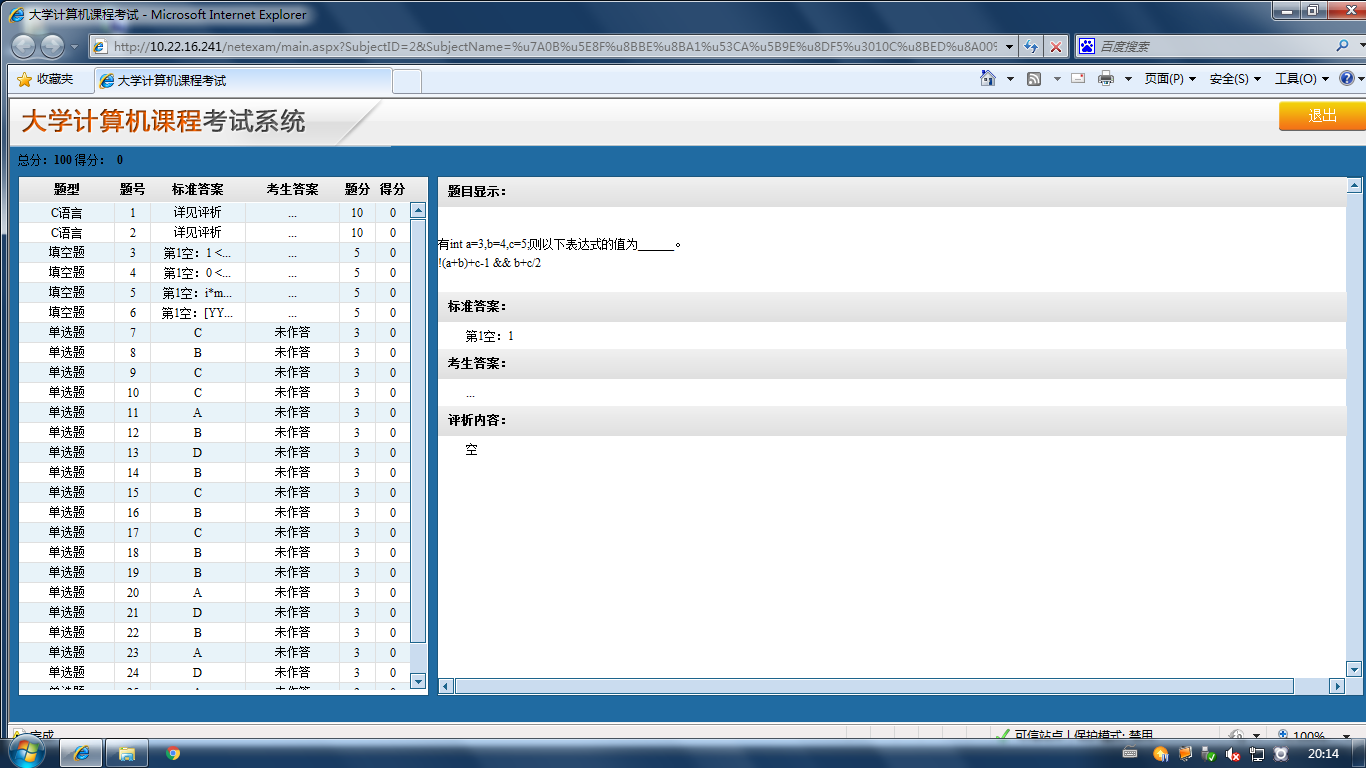 大学计算机课程考试 - Microsoft Internet Explorer
http://10.22.16.241/netexam/main.aspx?SubjectID=2&SubjectName=%u7A0B%u5E8F%u8BBE%u8BA1%u53CA%u5B9E%u8DF5%u3010C%u8BED%u8A009
百度搜索
收藏夹
大学计算机课程考试
页面(P)
安全(S)
工具(O)
大学计算机课程考试系统
退出
总分：100 得分： 0
题型 题号 标准答案 考生答案 题分 得分
C语言 1 详见评析 ... 10 0
C语言 2 详见评析 ... 10 0
填空题 3 第1空：1 <... ... 5 0
填空题 4 第1空：0 <... ... 5 0
填空题 5 第1空：i*m... ... 5 0
填空题 6 第1空：[YY... ... 5 0
单选题 7 C 未作答 3 0
单选题 8 B 未作答 3 0
单选题 9 C 未作答 3 0
单选题 10 C 未作答 3 0
单选题 11 A 未作答 3 0
单选题 12 B 未作答 3 0
单选题 13 D 未作答 3 0
单选题 14 B 未作答 3 0
单选题 15 C 未作答 3 0
单选题 16 B 未作答 3 0
单选题 17 C 未作答 3 0
单选题 18 B 未作答 3 0
单选题 19 B 未作答 3 0
单选题 20 A 未作答 3 0
单选题 21 D 未作答 3 0
单选题 22 B 未作答 3 0
单选题 23 A 未作答 3 0
单选题 24 D 未作答 3 0
题目显示：
有int a=3,b=4,c=5;则以下表达式的值为______。
!(a+b)+c-1 && b+c/2
标准答案：
第1空：1
考生答案：
...
评析内容：
空
完成
可信站点 | 保护模式: 禁用
100%
20:14